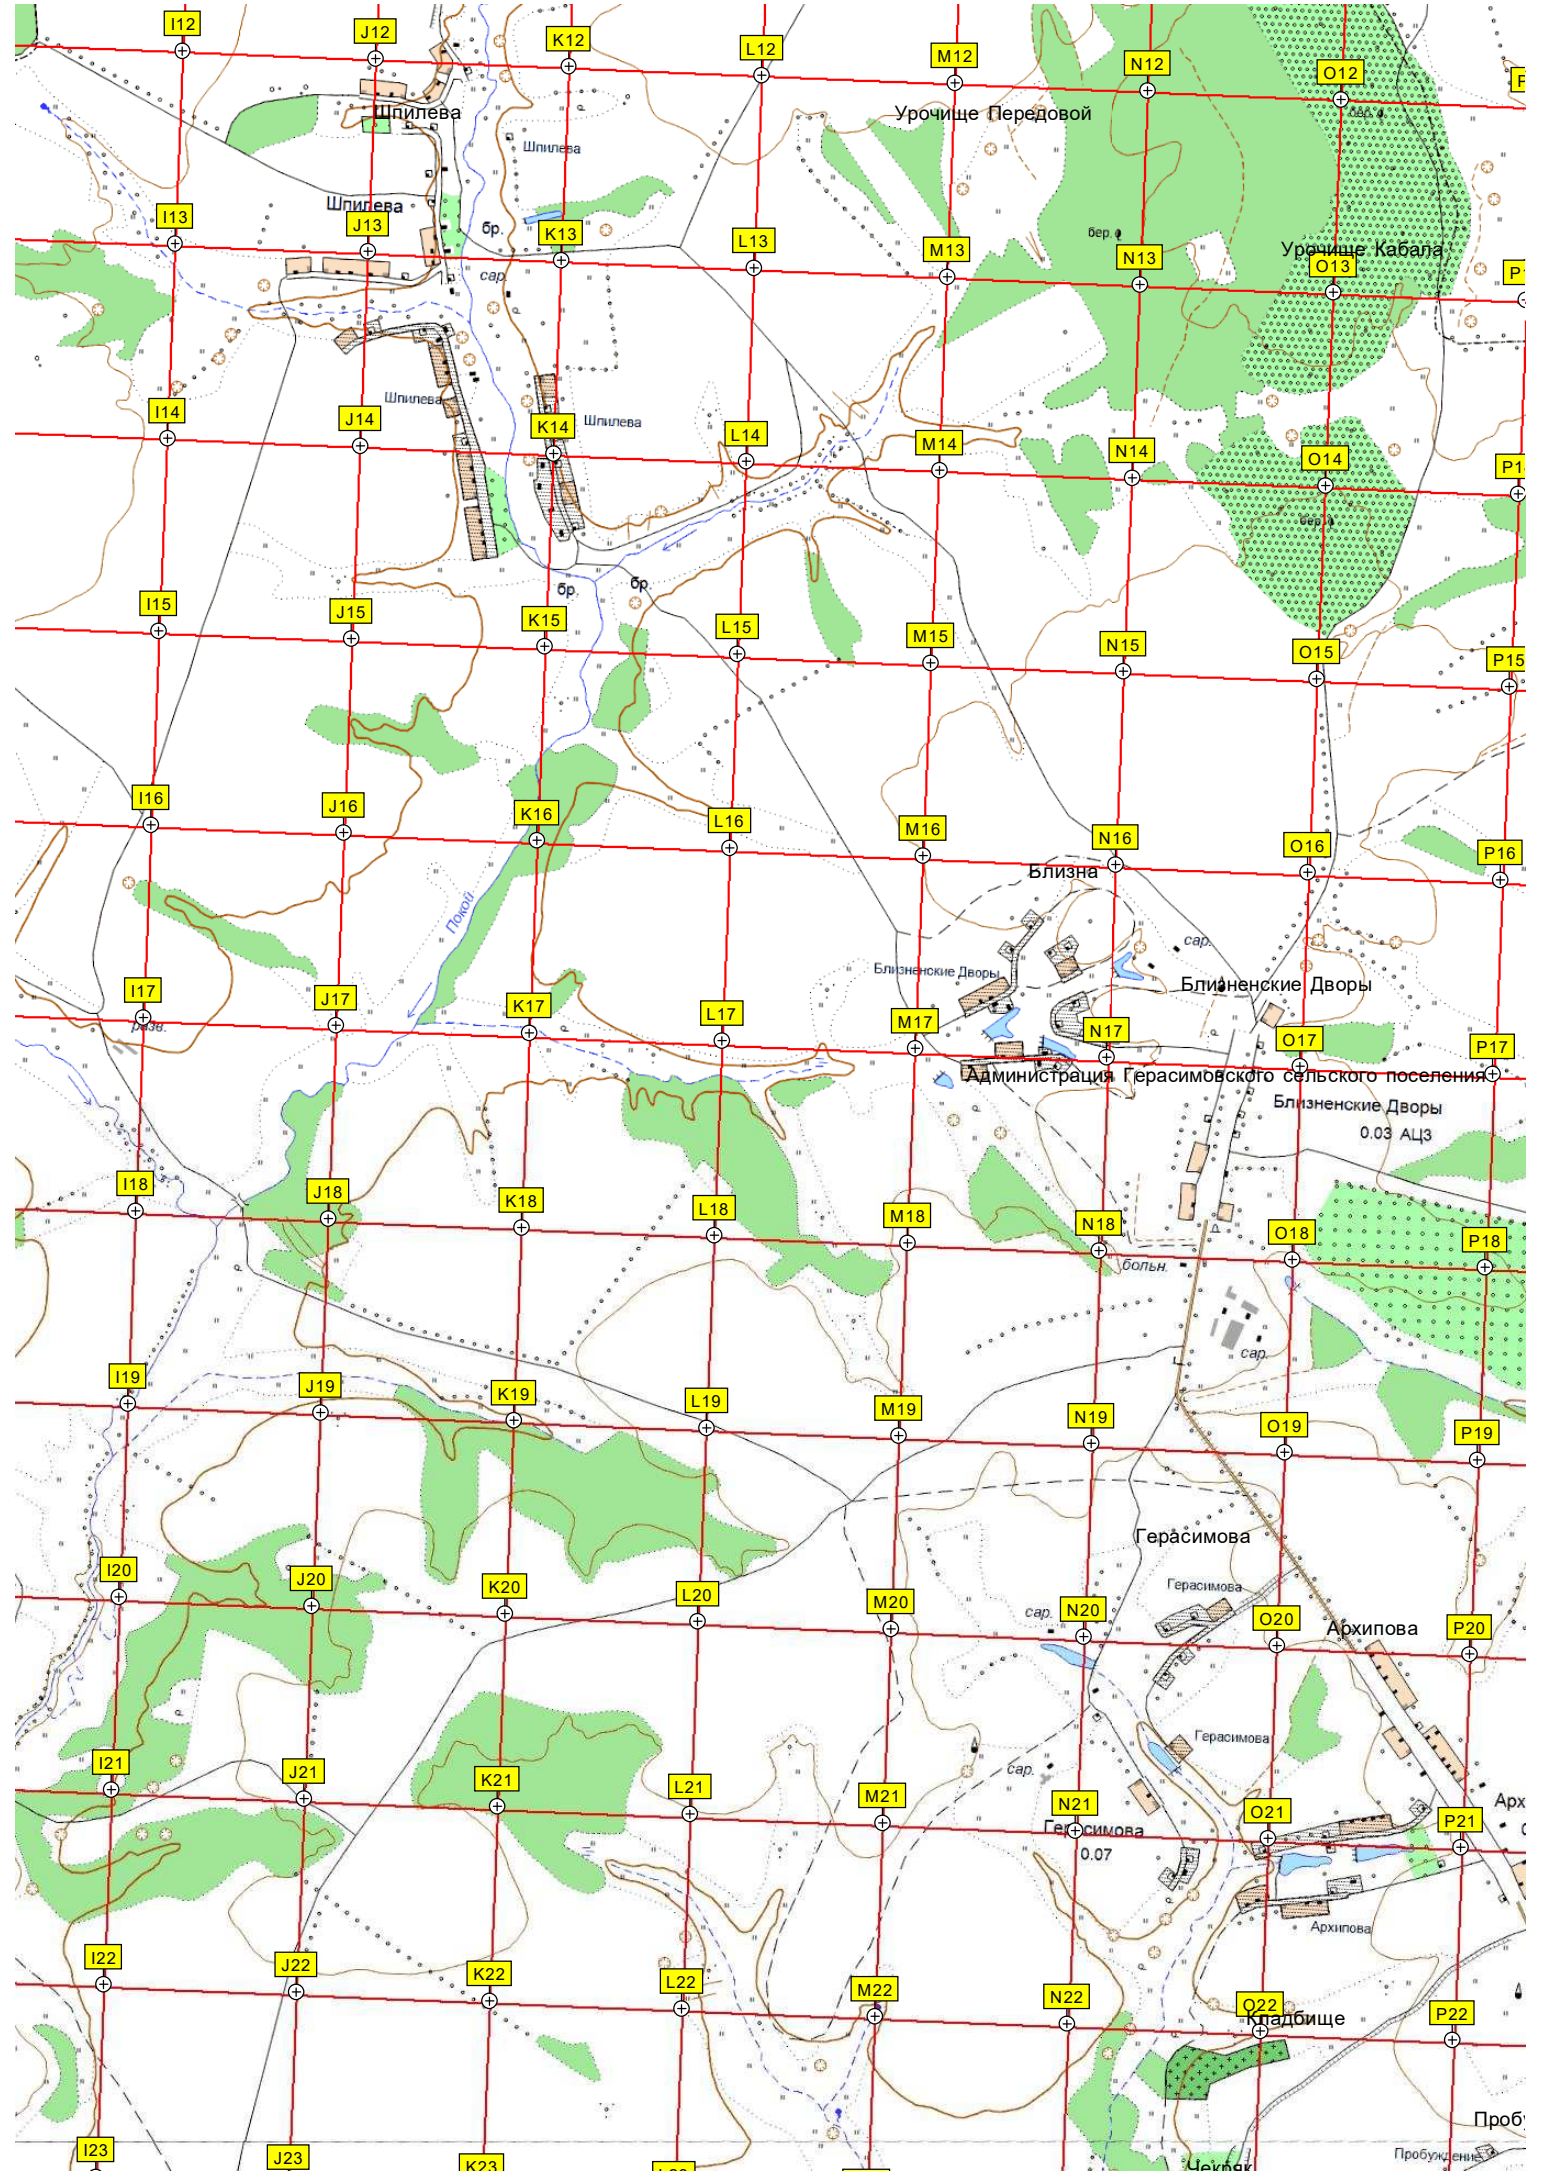 I12
J12
K12
L12
M12
N12
O12
Шпилева
Урочище Передовой
Шпилева
Шпилева
I13
J13
бр.
K13
L13
M13
бер.
N13
Урочище Кабала
O13
сар.
Шпилева
Шпилева
I14
J14
K14
L14
M14
N14
O14
бер.
бр.
бр.
I15
J15
K15
L15
M15
N15
O15
P15
I16
J16
K16
L16
M16
N16
O16
P16
Близна
Покой
сар.
Близненские Дворы
Близненские Дворы
I17
J17
K17
L17
M17
N17
O17
P17
разв.
Администрация Герасимовского сельского поселения
Близненские Дворы
0.03 АЦЗ
I18
J18
K18
L18
M18
N18
O18
P18
больн.
сар.
I19
J19
K19
L19
M19
N19
O19
P19
Герасимова
I20
J20
K20
L20
M20
сар.
N20
Герасимова
O20
Архипова
P20
Герасимова
сар.
I21
J21
K21
L21
M21
N21
O21
P21
Арх
Герасимова
0.07
Архипова
I22
J22
K22
L22
M22
N22
O22
P22
Кладбище
Проб
I23
J23
K23
Пробуждение
Чекряк